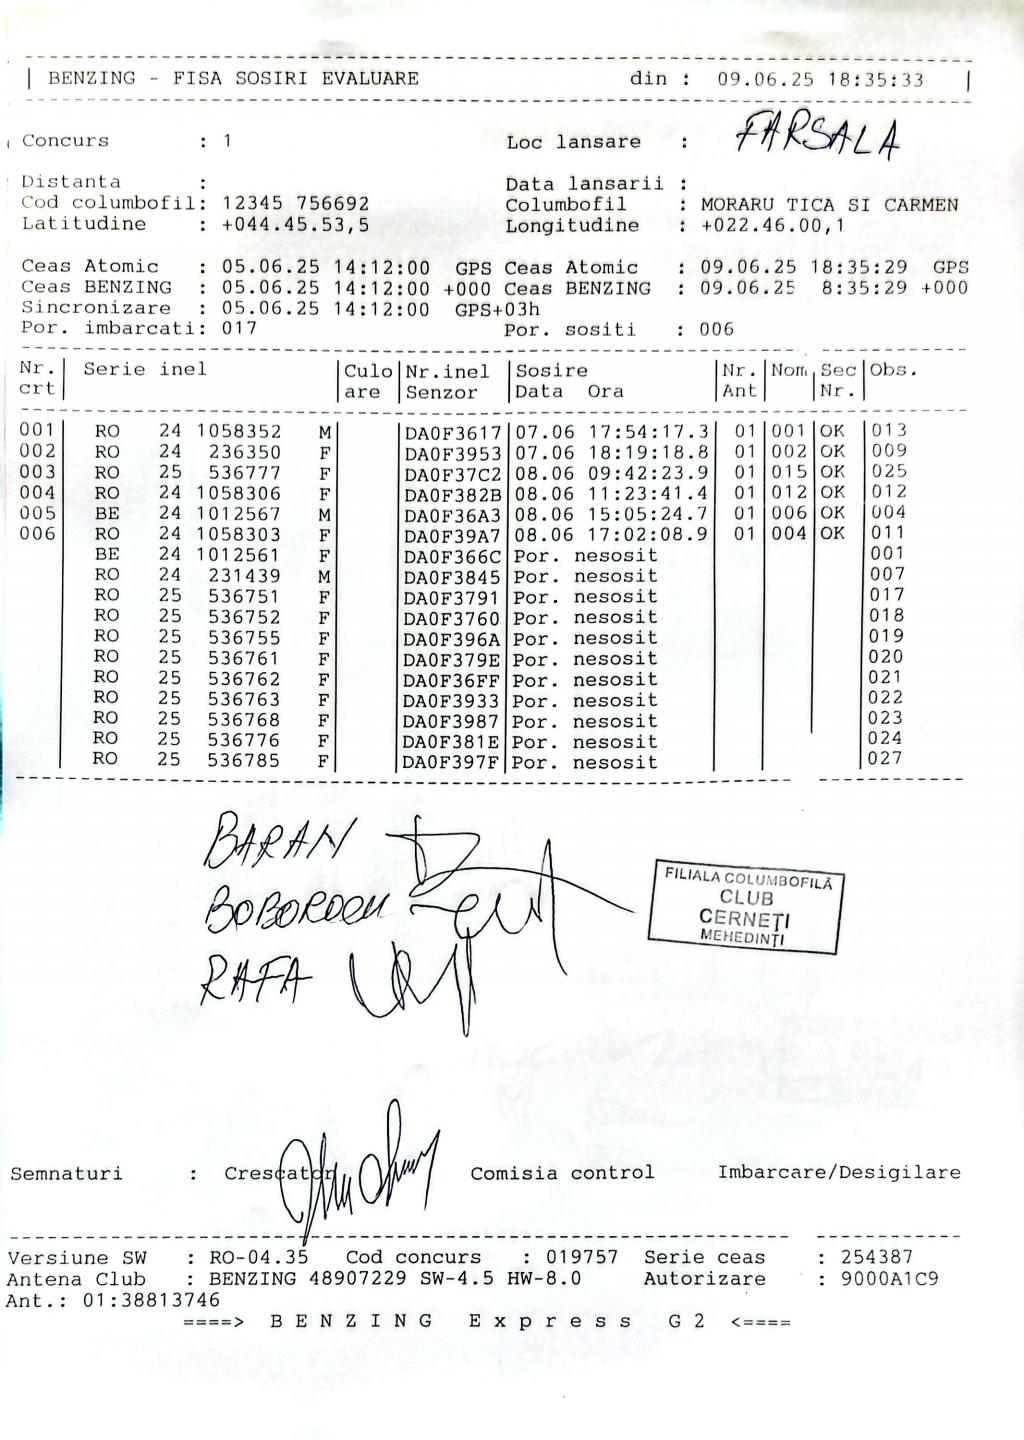 | BENZING - FISA SOSIRI EVALUARE din : 09.06.25 18:35:33 |
Concurs : 1 Loc lansare : FARSALA
Distanta : Data lansarii :
Cod columbofil: 12345 756692 Columbofil : MORARU TICA SI CARMEN
Latitudine : +044.45.53,5 Longitudine : +022.46.00,1
Ceas Atomic : 05.06.25 14:12:00 GPS Ceas Atomic : 09.06.25 18:35:29 GPS
Ceas BENZING : 05.06.25 14:12:00 +000 Ceas BENZING : 09.06.25 8:35:29 +000
Sincronizare : 05.06.25 14:12:00 GPS+03h
Por. imbarcati: 017 Por. sositi : 006
Nr. Serie inel Culo Nr.inel Sosire Nr. Nom Sec Obs.
crt are Senzor Data Ora Ant Nr.
001 RO 24 1058352 M DA0F3617 07.06 17:54:17.3 01 001 OK 013
002 RO 24 236350 F DA0F3953 07.06 18:19:18.8 01 002 OK 009
003 RO 25 536777 F DA0F37C2 08.06 09:42:23.9 01 015 OK 025
004 RO 24 1058306 F DA0F382B 08.06 11:23:41.4 01 012 OK 012
005 BE 24 1012567 M DA0F36A3 08.06 15:05:24.7 01 006 OK 004
006 RO 24 1058303 F DA0F39A7 08.06 17:02:08.9 01 004 OK 011
BE 24 1012561 F DA0F366C Por. nesosit 001
RO 24 231439 M DA0F3845 Por. nesosit 007
RO 25 536751 F DA0F3791 Por. nesosit 017
RO 25 536752 F DA0F3760 Por. nesosit 018
RO 25 536755 F DA0F396A Por. nesosit 019
RO 25 536761 F DA0F379E Por. nesosit 020
RO 25 536762 F DA0F36FF Por. nesosit 021
RO 25 536763 F DA0F3933 Por. nesosit 022
RO 25 536768 F DA0F3987 Por. nesosit 023
RO 25 536776 F DA0F381E Por. nesosit 024
RO 25 536785 F DA0F397F Por. nesosit 027
BARAN
RAFA
FILIALA COLUMBOFILĂ
CLUB
CERNEŢI
MEHEDINŢI
Semnaturi : Crescator Comisia control Imbarcare/Desigilare
Versiune SW : RO-04.35 Cod concurs : 019757 Serie ceas : 254387
Antena Club : BENZING 48907229 SW-4.5 HW-8.0 Autorizare : 9000A1C9
Ant.: 01:38813746
====> B E N Z I N G E x p r e s s G 2 <====